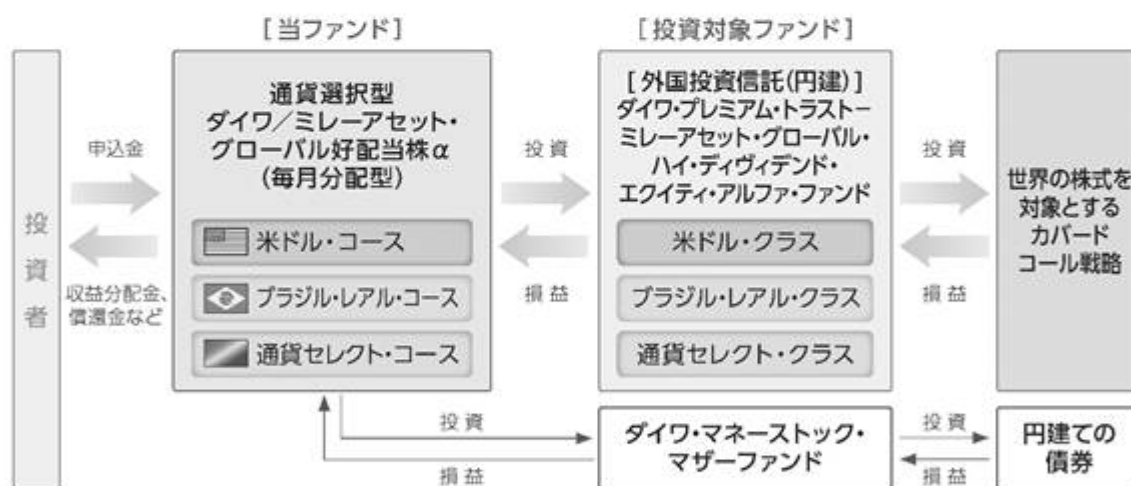 [当ファンド]
[投資対象ファンド]
投資者
申込金
収益分配金、
償還金など
通貨選択型
ダイワ／ミレーアセット・
グローバル好配当株α
(毎月分配型)
米ドル・コース
ブラジル・レアル・コース
通貨セレクト・コース
投資
損益
[外国投資信託(円建)]
ダイワ・プレミアム・トラスト－
ミレーアセット・グローバル・
ハイ・ディヴィデンド・
エクイティ・アルファ・ファンド
米ドル・クラス
ブラジル・レアル・クラス
通貨セレクト・クラス
投資
損益
世界の株式を
対象とする
カバード
コール戦略
投資
損益
ダイワ・マネーストック・
マザーファンド
投資
損益
円建ての
債券